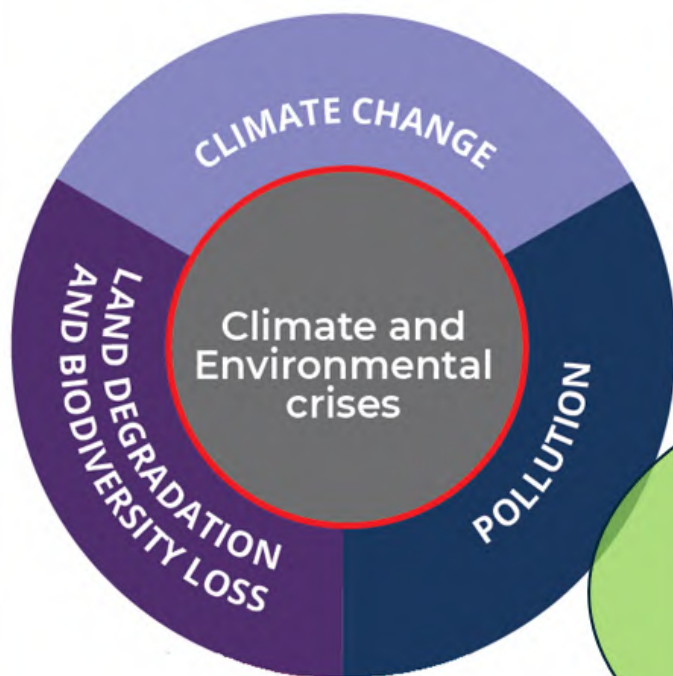 CLIMATE CHANGE
LAND DEGRADATION
AND BIODIVERSITY LOSS
Climate and
Environmental
crises
POLLUTION